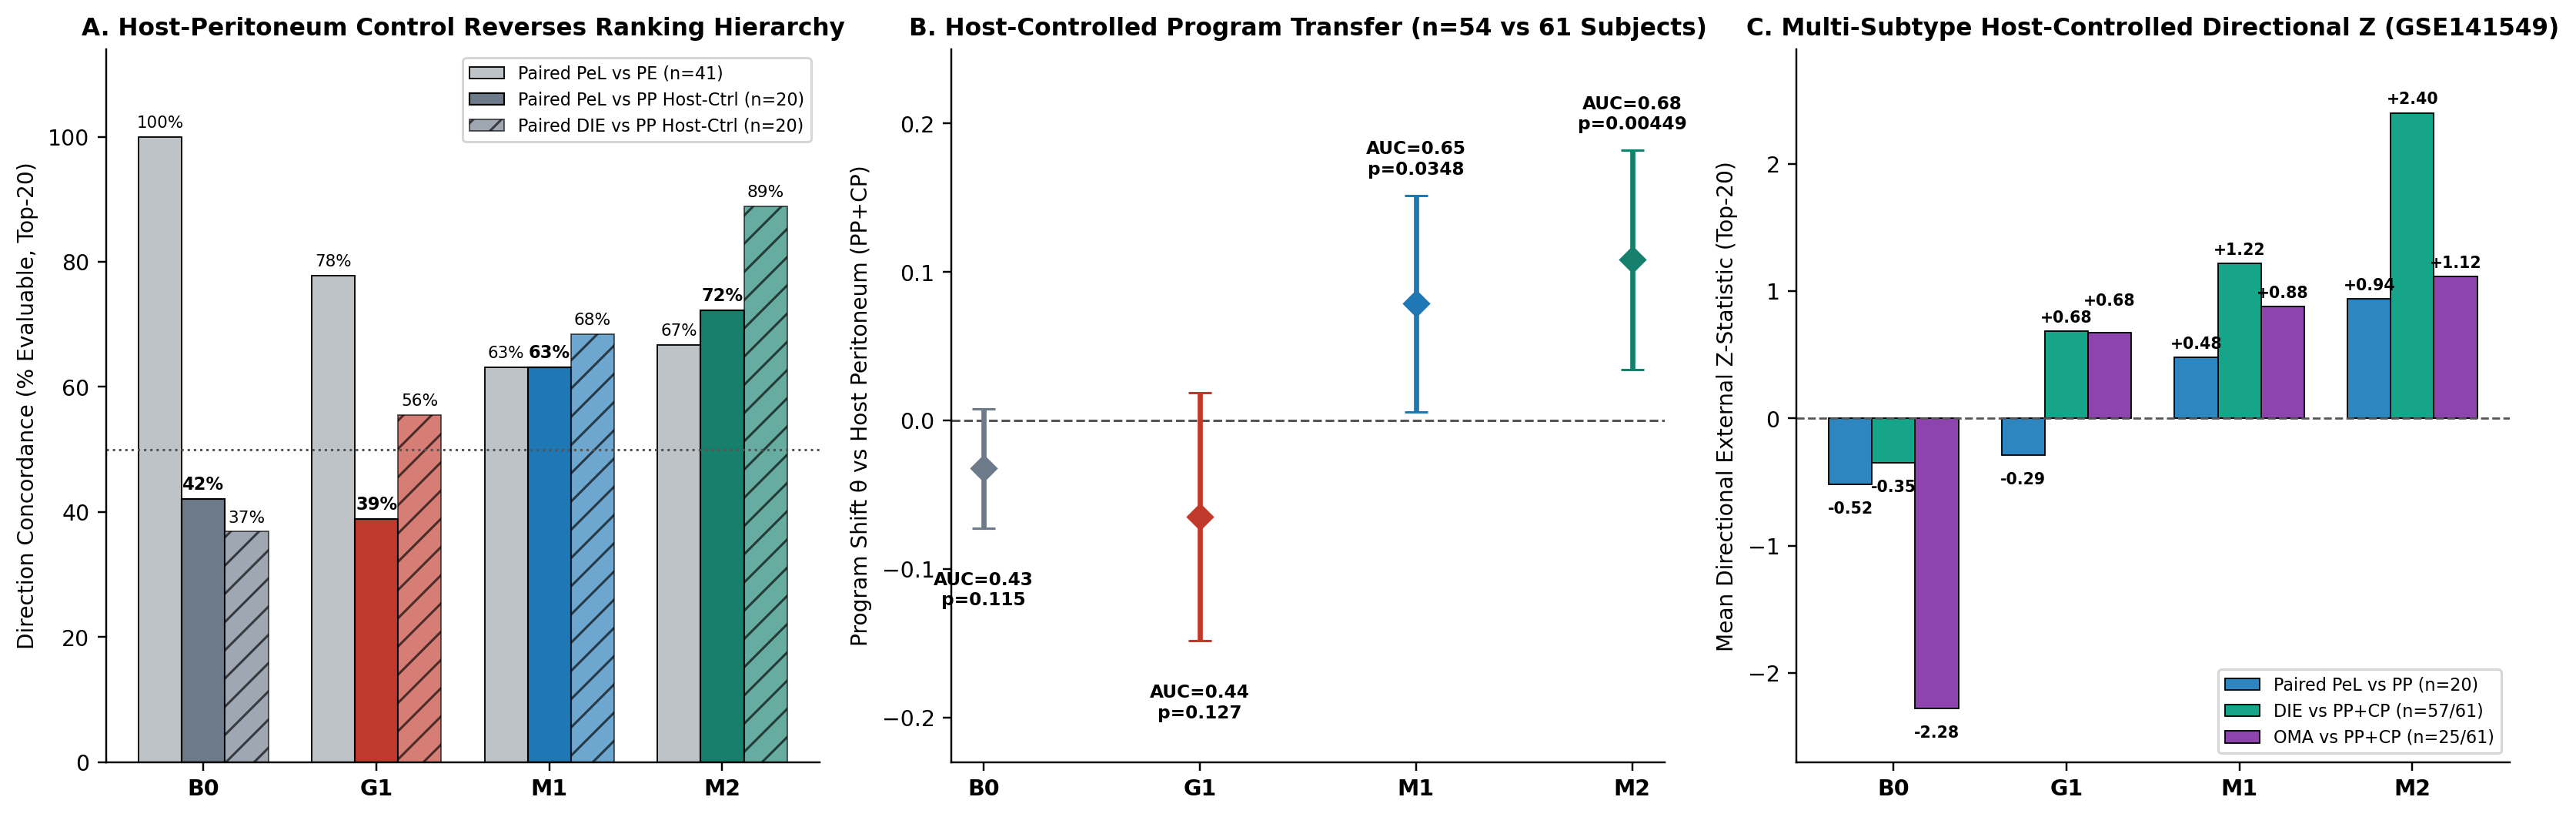 A. Host-Peritoneum Control Reverses Ranking Hierarchy
Direction Concordance (% Evaluable, Top-20)
100
80
60
40
20
0
Paired PeL vs PE (n=41)
Paired PeL vs PP Host-Ctrl (n=20)
Paired DIE vs PP Host-Ctrl (n=20)
100%
42%
37%
78%
39%
56%
63%
63%
68%
67%
72%
89%
B0
G1
M1
M2
B. Host-Controlled Program Transfer (n=54 vs 61 Subjects)
Program Shift θ vs Host Peritoneum (PP+CP)
0.2
0.1
0.0
−0.1
−0.2
AUC=0.43
p=0.115
AUC=0.44
p=0.127
AUC=0.65
p=0.0348
AUC=0.68
p=0.00449
B0
G1
M1
M2
C. Multi-Subtype Host-Controlled Directional Z (GSE141549)
Mean Directional External Z-Statistic (Top-20)
2
1
0
−1
−2
-0.52
-0.35
-2.28
-0.29
+0.68
+0.68
+0.48
+1.22
+0.88
+0.94
+2.40
+1.12
Paired PeL vs PP (n=20)
DIE vs PP+CP (n=57/61)
OMA vs PP+CP (n=25/61)
B0
G1
M1
M2